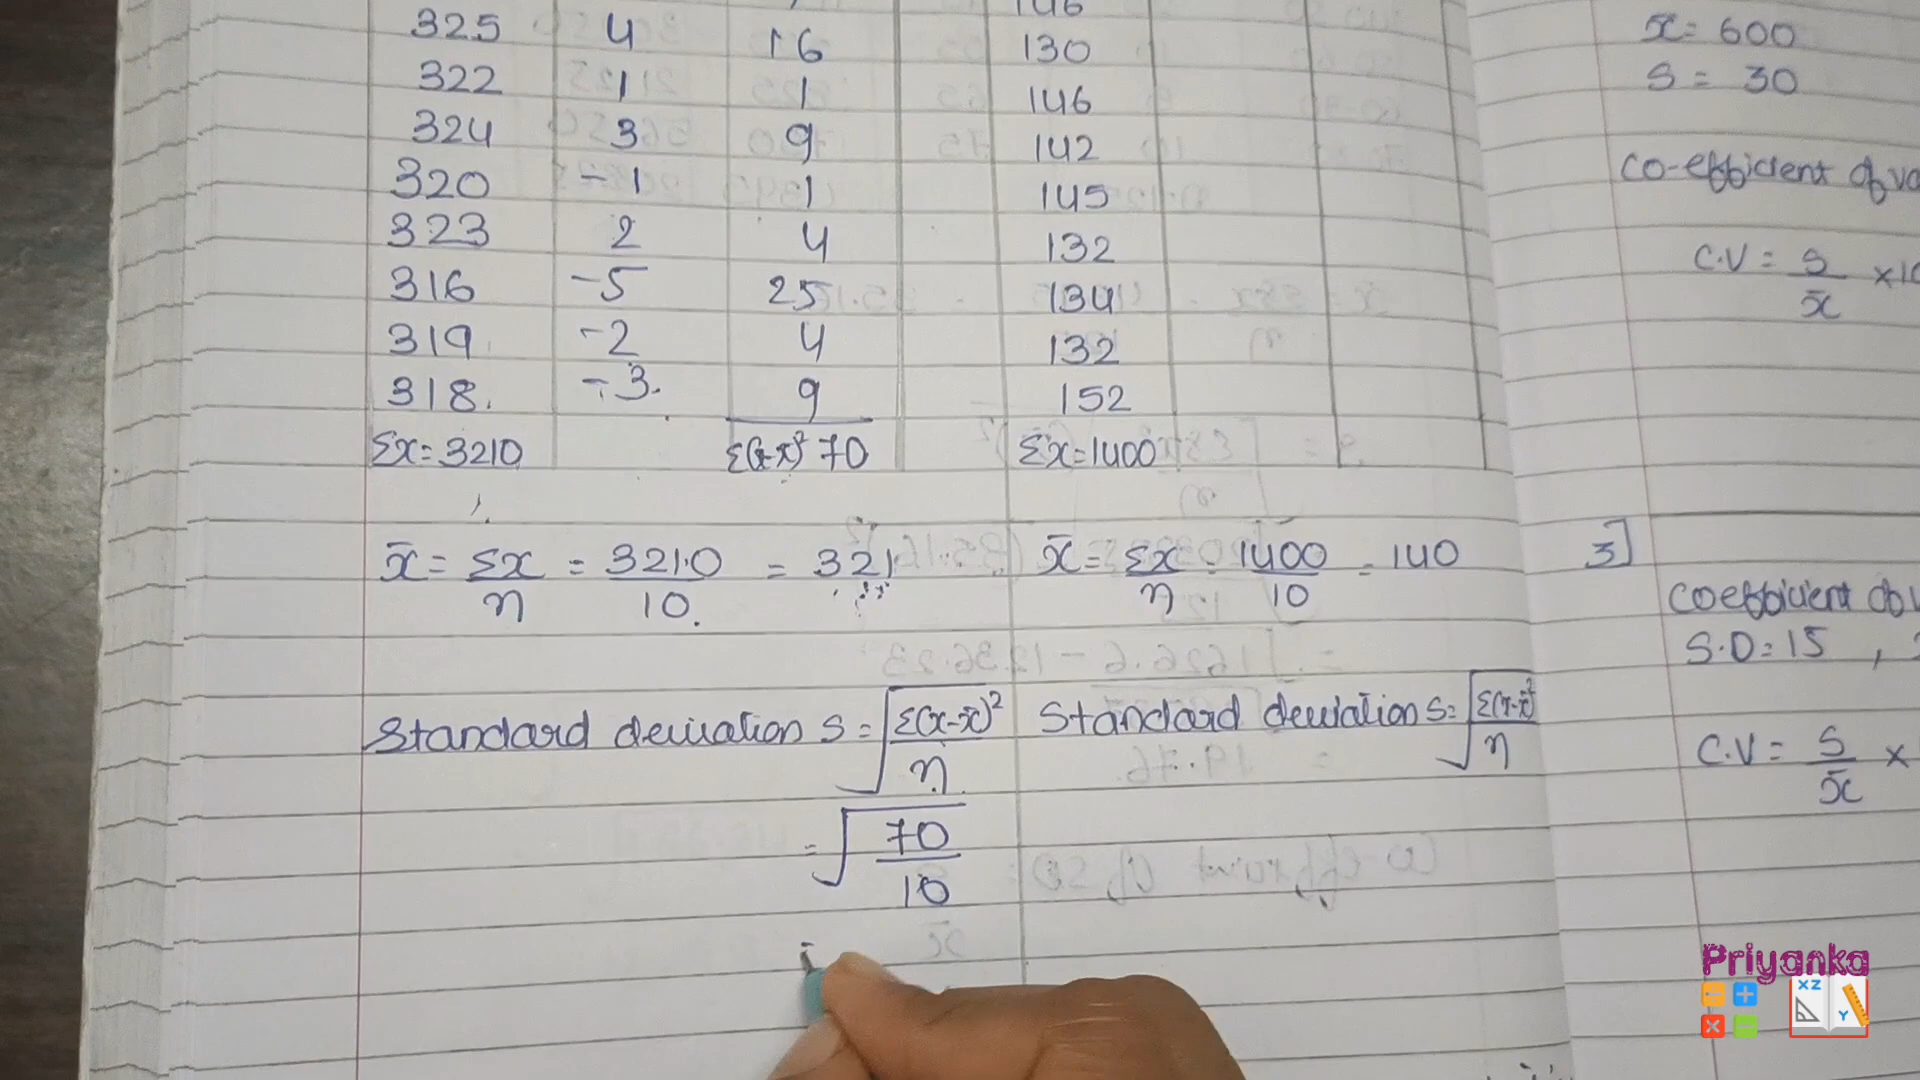 146
325 4 16 130
322 1 1 146
324 3 9 142
320 -1 1 145
323 2 4 132
316 -5 25 134
319 -2 4 132
318. -3. 9 152
Σx=3210 Σ(x-x̄)² 70 Σx=1400
x̄ = Σx/n = 3210/10. = 321 x̄ = Σx/n = 1400/10 = 140
Standard deviation S = √Σ(x-x̄)²/n Standard deviation S = √Σ(x-x̄)²/n
= √70/10
x̄ = 600
S = 30
CO-efficient of
C.V = S/x̄ ×
3]
Coefficient of
S.D = 15 ,
C.V = S/x̄ ×
Priyanka
XZ
Y